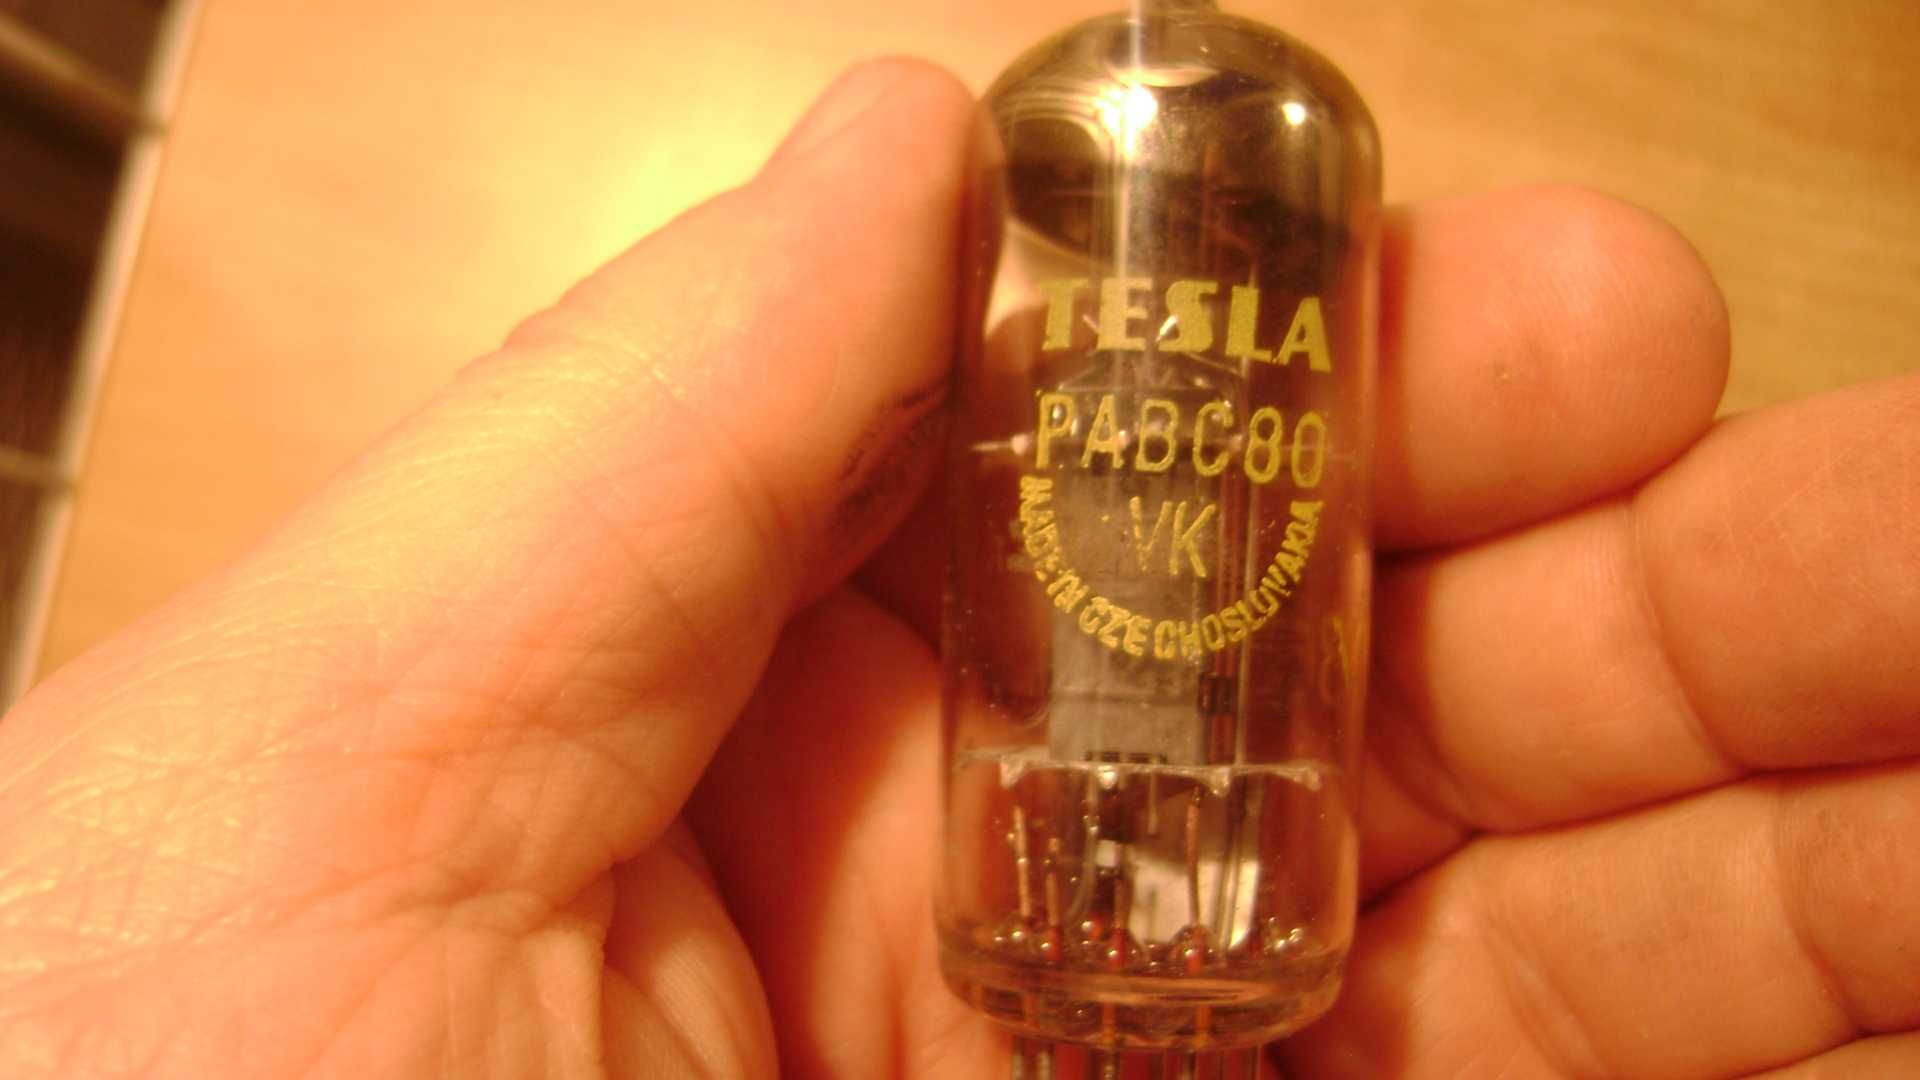 TESLA
PABC80
VK
MADE IN CZECHOSLOVAKIA